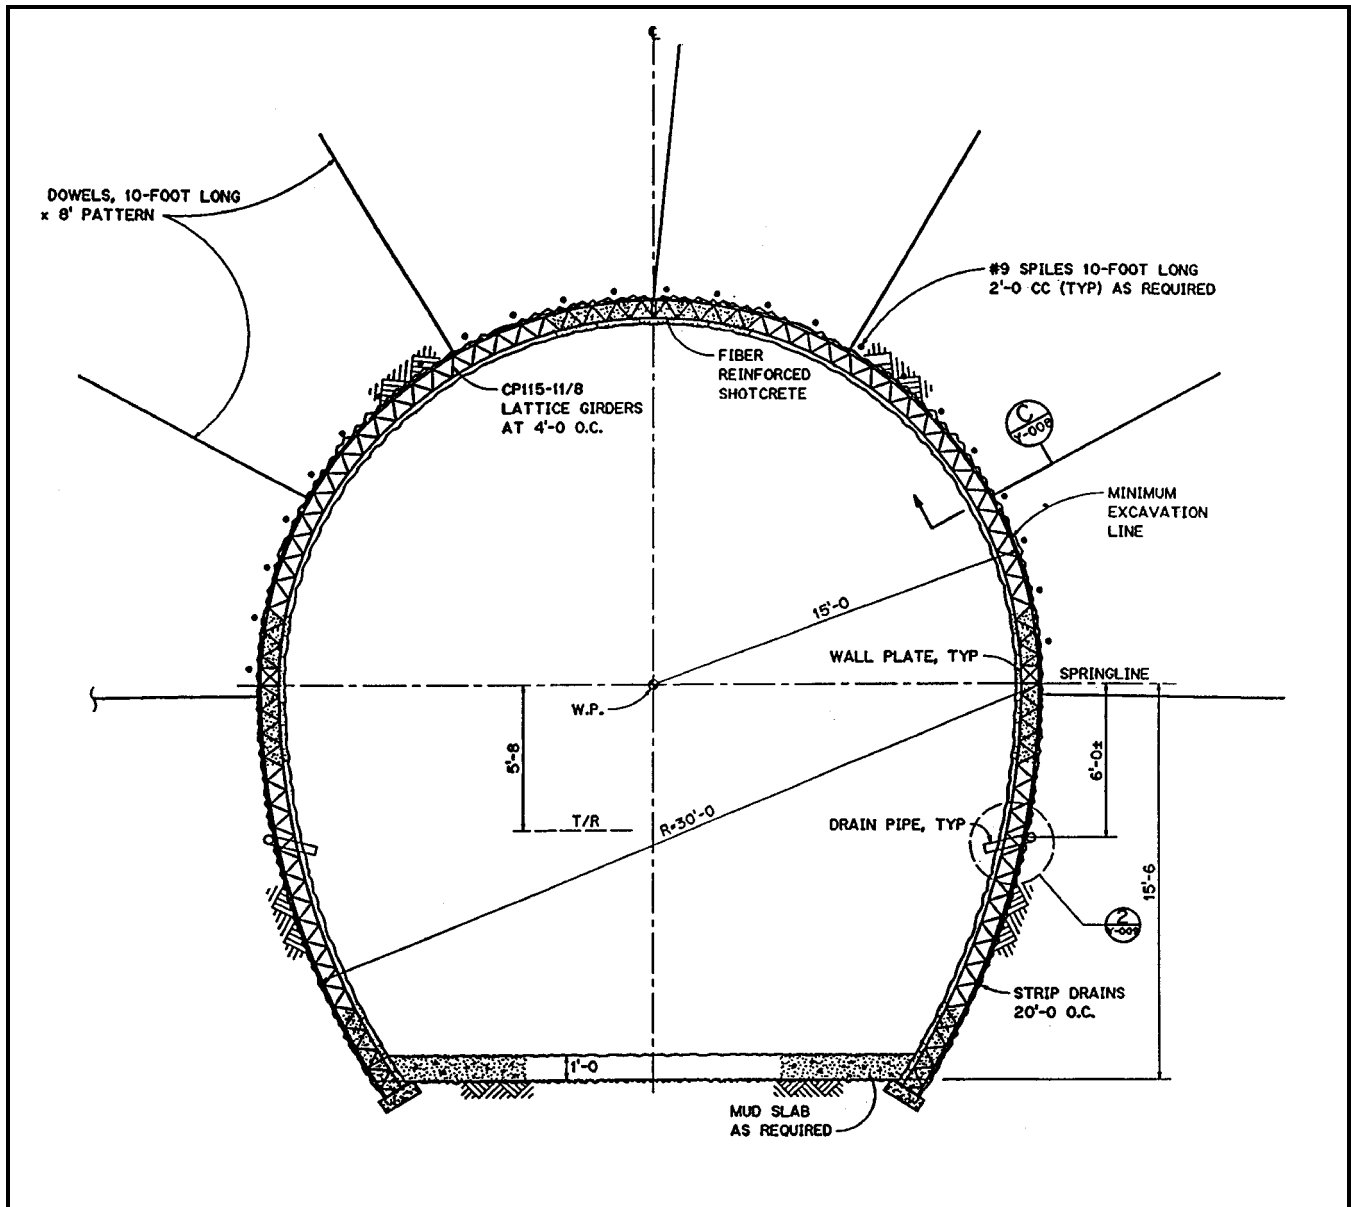 ℄
DOWELS, 10-FOOT LONG
x 8' PATTERN
#9 SPILES 10-FOOT LONG
2'-0 CC (TYP) AS REQUIRED
FIBER
REINFORCED
SHOTCRETE
CP115-11/8
LATTICE GIRDERS
AT 4'-0 O.C.
C
Y-008
MINIMUM
EXCAVATION
LINE
15'-0
WALL PLATE, TYP
SPRINGLINE
W.P.
5'-8
6'-0±
T/R
R=30'-0
DRAIN PIPE, TYP
15'-6
2
Y-009
STRIP DRAINS
20'-0 O.C.
1'-0
MUD SLAB
AS REQUIRED